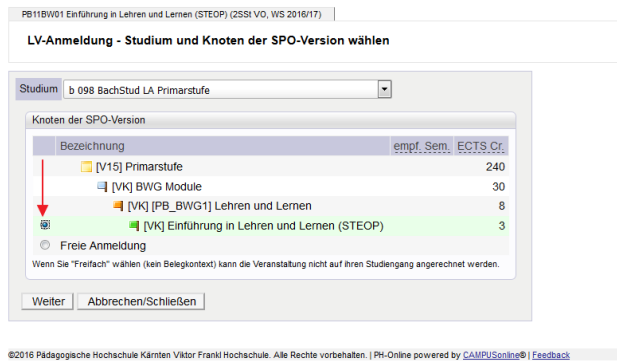 PB11BW01 Einführung in Lehren und Lernen (STEOP) (2SSt VO, WS 2016/17)
LV-Anmeldung - Studium und Knoten der SPO-Version wählen
Studium b 098 BachStud LA Primarstufe
Knoten der SPO-Version
Bezeichnung empf. Sem. ECTS Cr.
[V15] Primarstufe 240
[VK] BWG Module 30
[VK] [PB_BWG1] Lehren und Lernen 8
[VK] Einführung in Lehren und Lernen (STEOP) 3
Freie Anmeldung
Wenn Sie "Freifach" wählen (kein Belegkontext) kann die Veranstaltung nicht auf ihren Studiengang angerechnet werden.
Weiter Abbrechen/Schließen
©2016 Pädagogische Hochschule Kärnten Viktor Frankl Hochschule. Alle Rechte vorbehalten. | PH-Online powered by CAMPUSonline® | Feedback